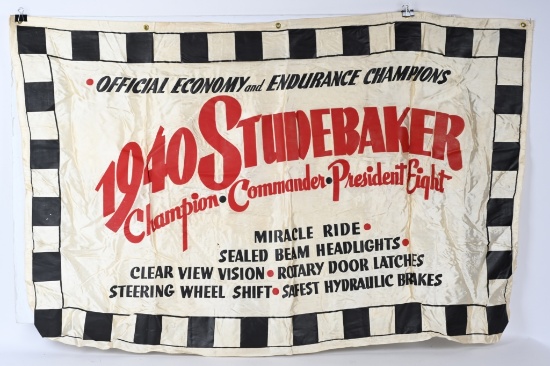 • OFFICIAL ECONOMY and ENDURANCE CHAMPIONS
1940 STUDEBAKER
Champion • Commander • President Eight
MIRACLE RIDE •
SEALED BEAM HEADLIGHTS •
CLEAR VIEW VISION • ROTARY DOOR LATCHES
STEERING WHEEL SHIFT • SAFEST HYDRAULIC BRAKES